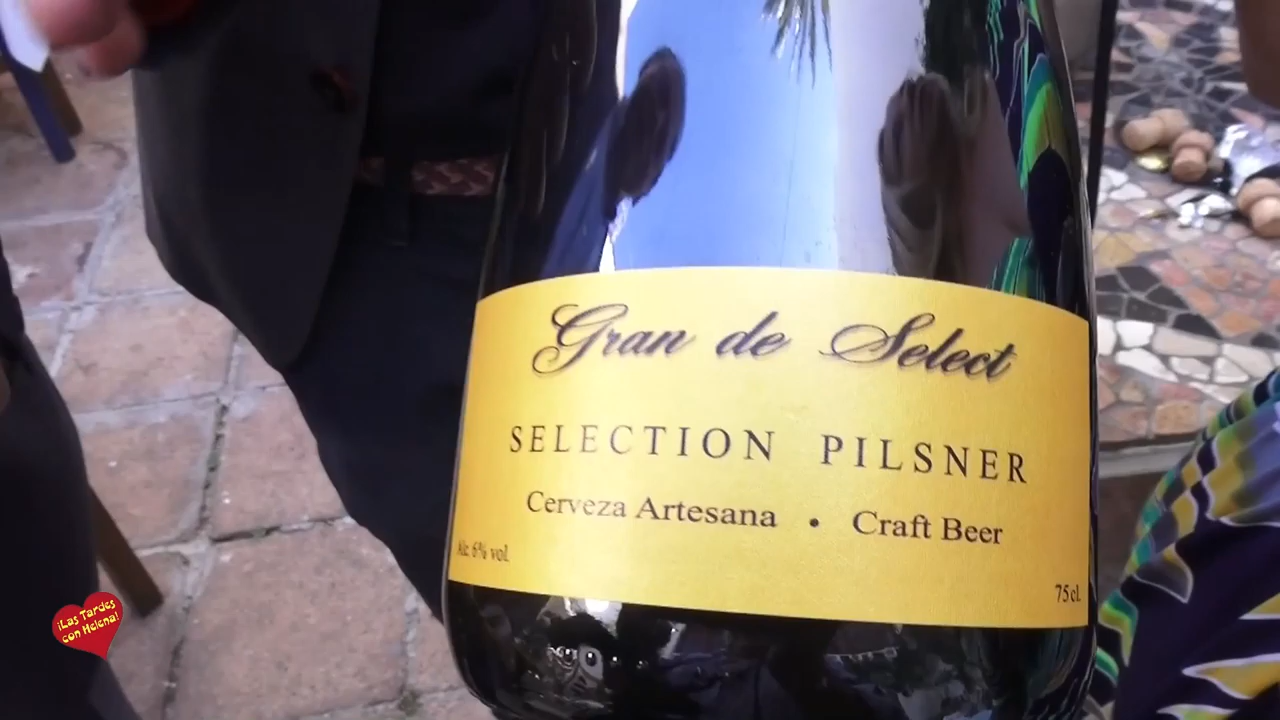 Gran de Select
SELECTION PILSNER
Cerveza Artesana • Craft Beer
Alc 6% vol.
75cl.
¡Las Tardes
con Helena!